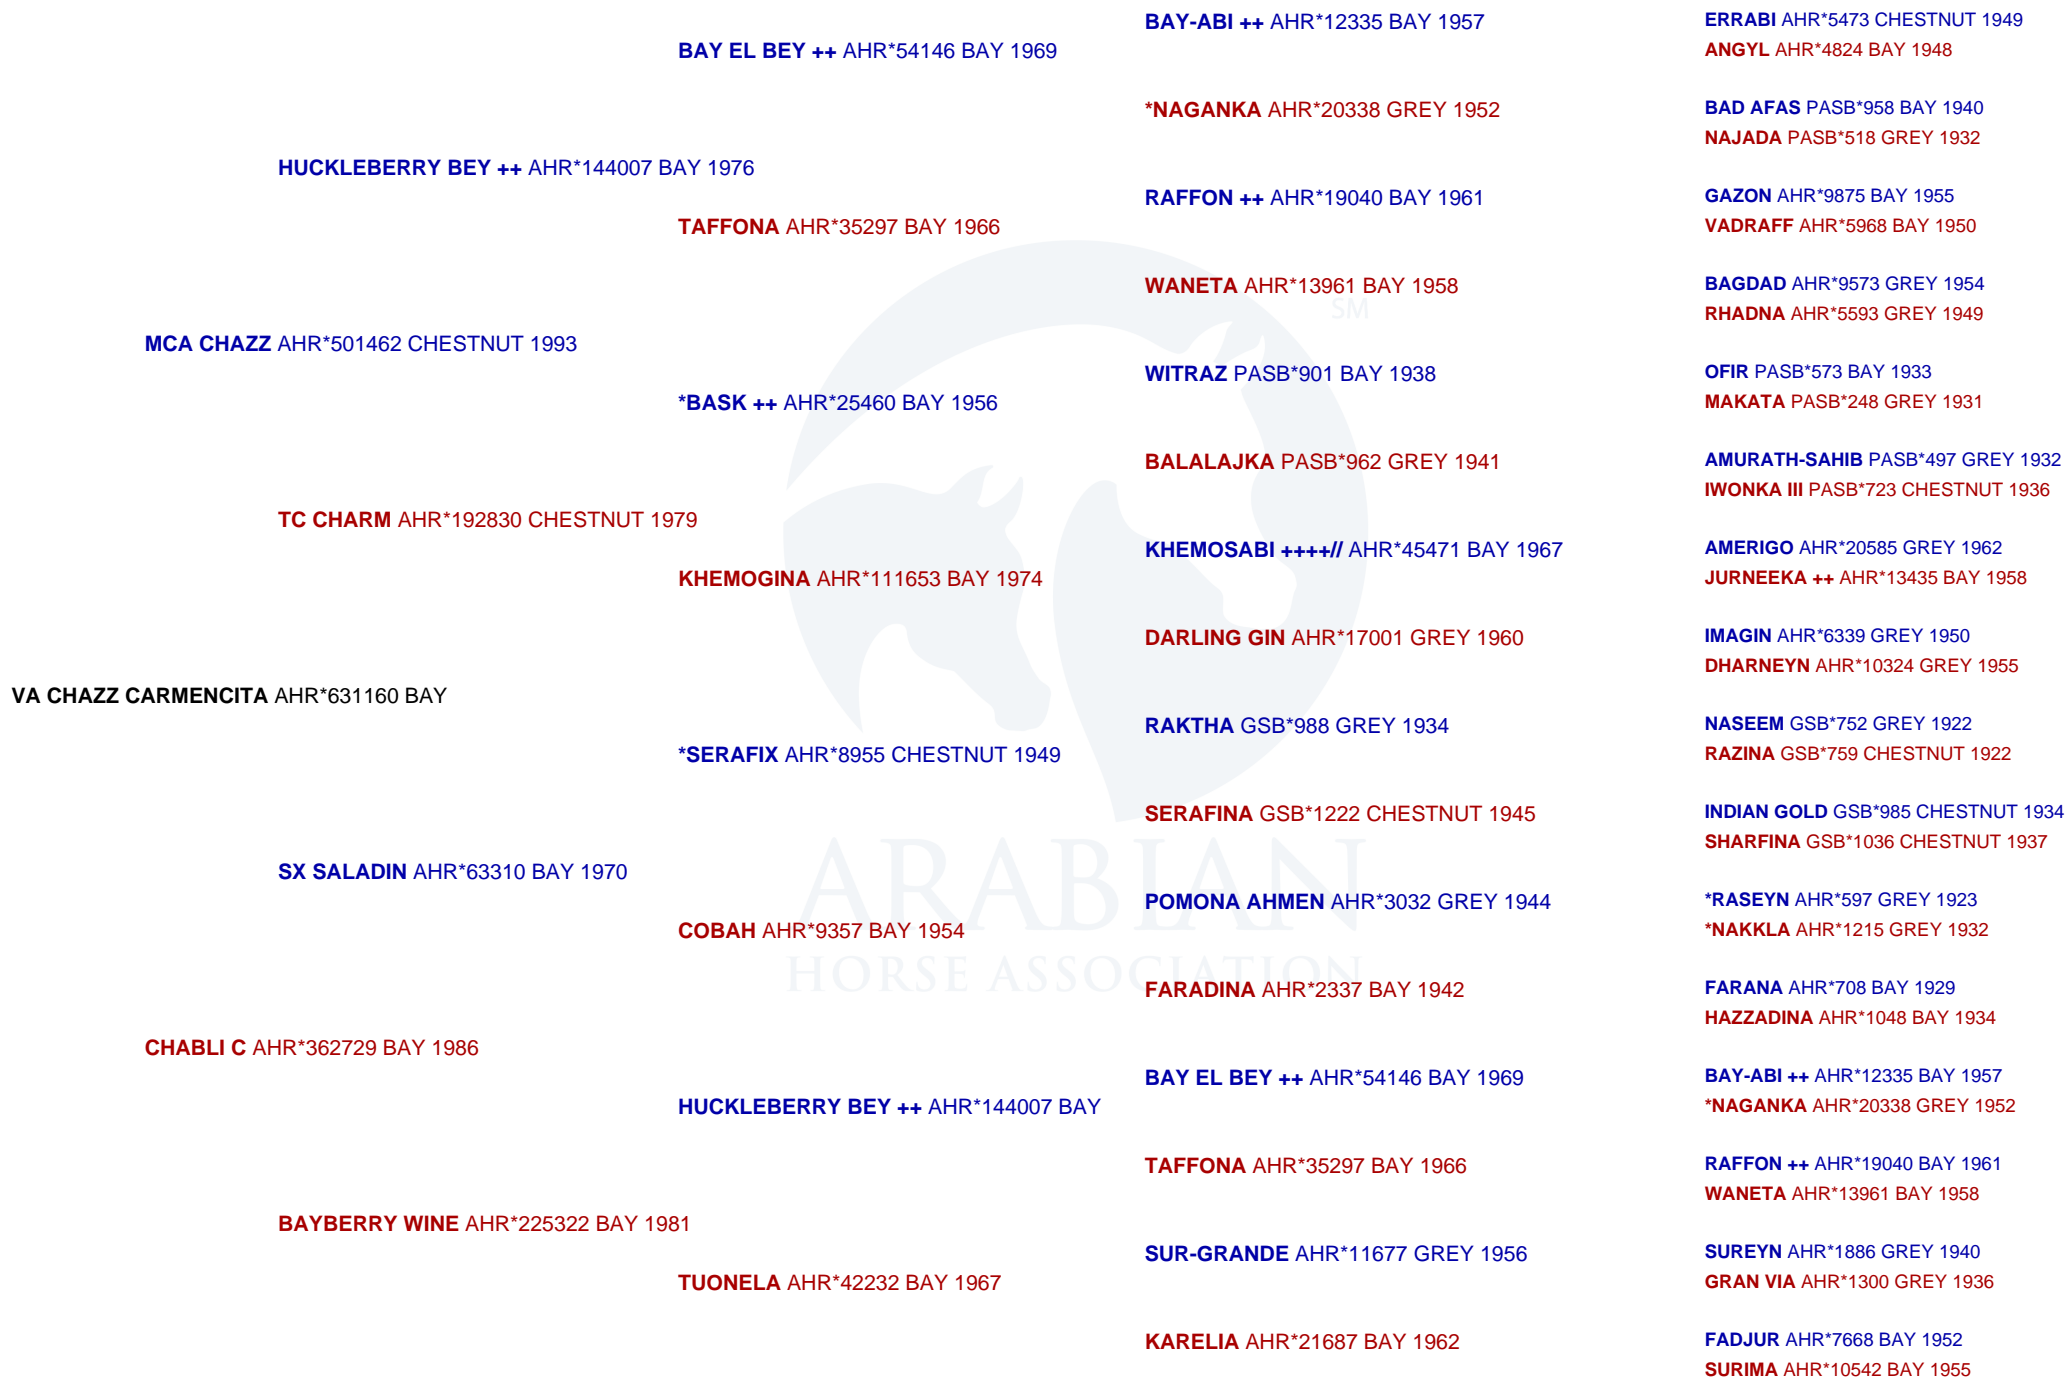 BAY-ABI ++ AHR*12335 BAY 1957
ERRABI AHR*5473 CHESTNUT 1949
BAY EL BEY ++ AHR*54146 BAY 1969
ANGYL AHR*4824 BAY 1948
*NAGANKA AHR*20338 GREY 1952
BAD AFAS PASB*958 BAY 1940
NAJADA PASB*518 GREY 1932
HUCKLEBERRY BEY ++ AHR*144007 BAY 1976
RAFFON ++ AHR*19040 BAY 1961
GAZON AHR*9875 BAY 1955
TAFFONA AHR*35297 BAY 1966
VADRAFF AHR*5968 BAY 1950
WANETA AHR*13961 BAY 1958
BAGDAD AHR*9573 GREY 1954
SM
RHADNA AHR*5593 GREY 1949
MCA CHAZZ AHR*501462 CHESTNUT 1993
WITRAZ PASB*901 BAY 1938
OFIR PASB*573 BAY 1933
*BASK ++ AHR*25460 BAY 1956
MAKATA PASB*248 GREY 1931
BALALAJKA PASB*962 GREY 1941
AMURATH-SAHIB PASB*497 GREY 1932
IWONKA III PASB*723 CHESTNUT 1936
TC CHARM AHR*192830 CHESTNUT 1979
KHEMOSABI ++++// AHR*45471 BAY 1967
AMERIGO AHR*20585 GREY 1962
KHEMOGINA AHR*111653 BAY 1974
JURNEEKA ++ AHR*13435 BAY 1958
DARLING GIN AHR*17001 GREY 1960
IMAGIN AHR*6339 GREY 1950
DHARNEYN AHR*10324 GREY 1955
VA CHAZZ CARMENCITA AHR*631160 BAY
RAKTHA GSB*988 GREY 1934
NASEEM GSB*752 GREY 1922
*SERAFIX AHR*8955 CHESTNUT 1949
RAZINA GSB*759 CHESTNUT 1922
SERAFINA GSB*1222 CHESTNUT 1945
INDIAN GOLD GSB*985 CHESTNUT 1934
SHARFINA GSB*1036 CHESTNUT 1937
SX SALADIN AHR*63310 BAY 1970
ARABIAN
POMONA AHMEN AHR*3032 GREY 1944
*RASEYN AHR*597 GREY 1923
COBAH AHR*9357 BAY 1954
*NAKKLA AHR*1215 GREY 1932
HORSE ASSOCIATION
FARADINA AHR*2337 BAY 1942
FARANA AHR*708 BAY 1929
HAZZADINA AHR*1048 BAY 1934
CHABLI C AHR*362729 BAY 1986
BAY EL BEY ++ AHR*54146 BAY 1969
BAY-ABI ++ AHR*12335 BAY 1957
HUCKLEBERRY BEY ++ AHR*144007 BAY
*NAGANKA AHR*20338 GREY 1952
TAFFONA AHR*35297 BAY 1966
RAFFON ++ AHR*19040 BAY 1961
WANETA AHR*13961 BAY 1958
BAYBERRY WINE AHR*225322 BAY 1981
SUR-GRANDE AHR*11677 GREY 1956
SUREYN AHR*1886 GREY 1940
TUONELA AHR*42232 BAY 1967
GRAN VIA AHR*1300 GREY 1936
KARELIA AHR*21687 BAY 1962
FADJUR AHR*7668 BAY 1952
SURIMA AHR*10542 BAY 1955